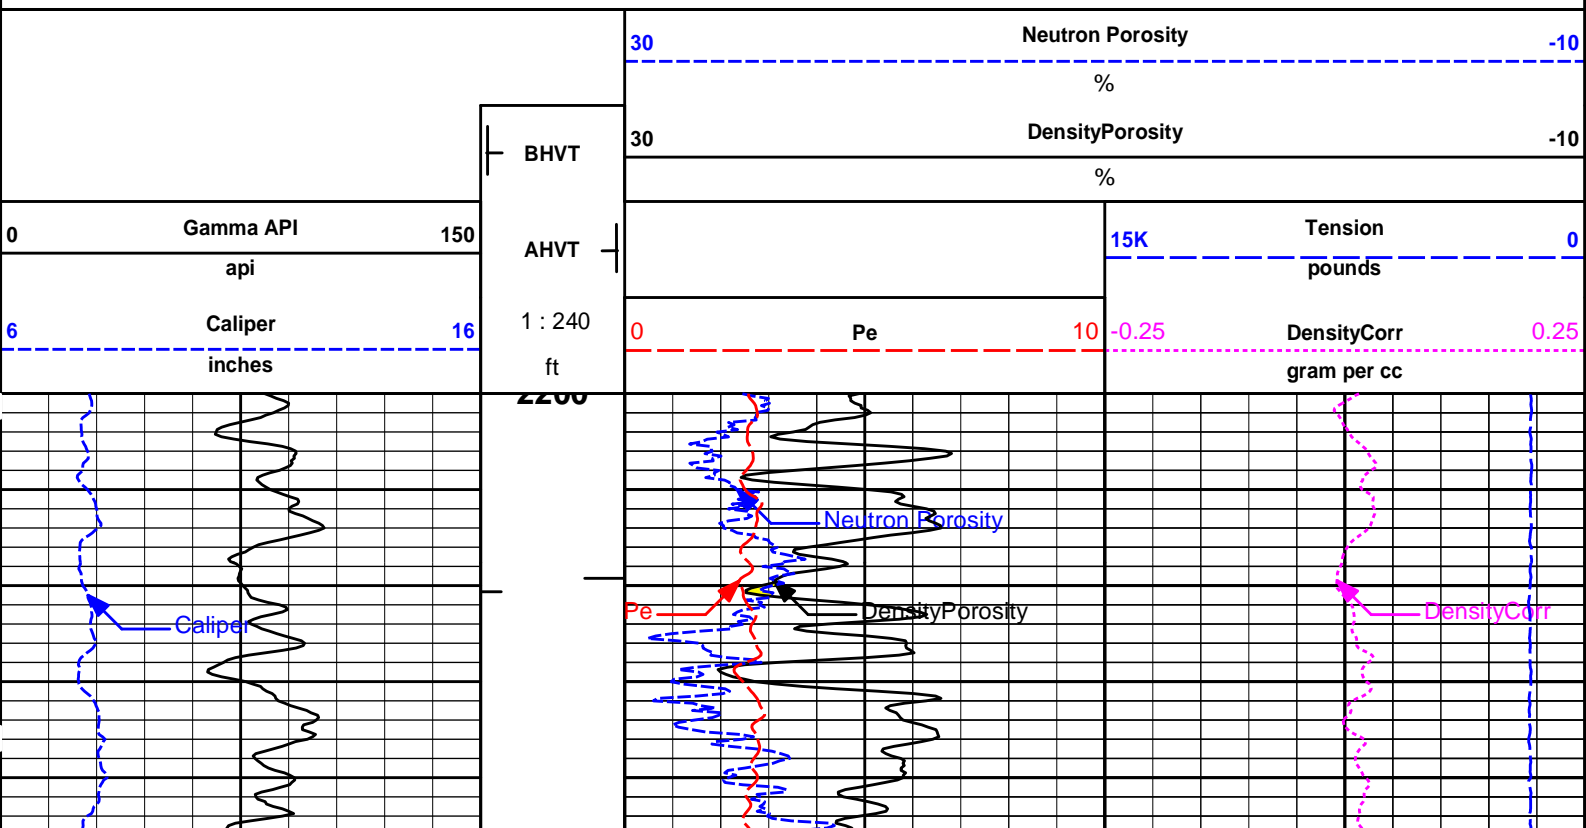 Neutron Porosity
30 -10
%
DensityPorosity
30 -10
%
BHVT
AHVT
1 : 240
ft
Gamma API
0 150
api
Caliper
6 16
inches
Tension
15K 0
pounds
0 Pe 10
-0.25 DensityCorr 0.25
gram per cc
2200
Neutron Porosity
Pe
DensityPorosity
DensityCorr
Caliper